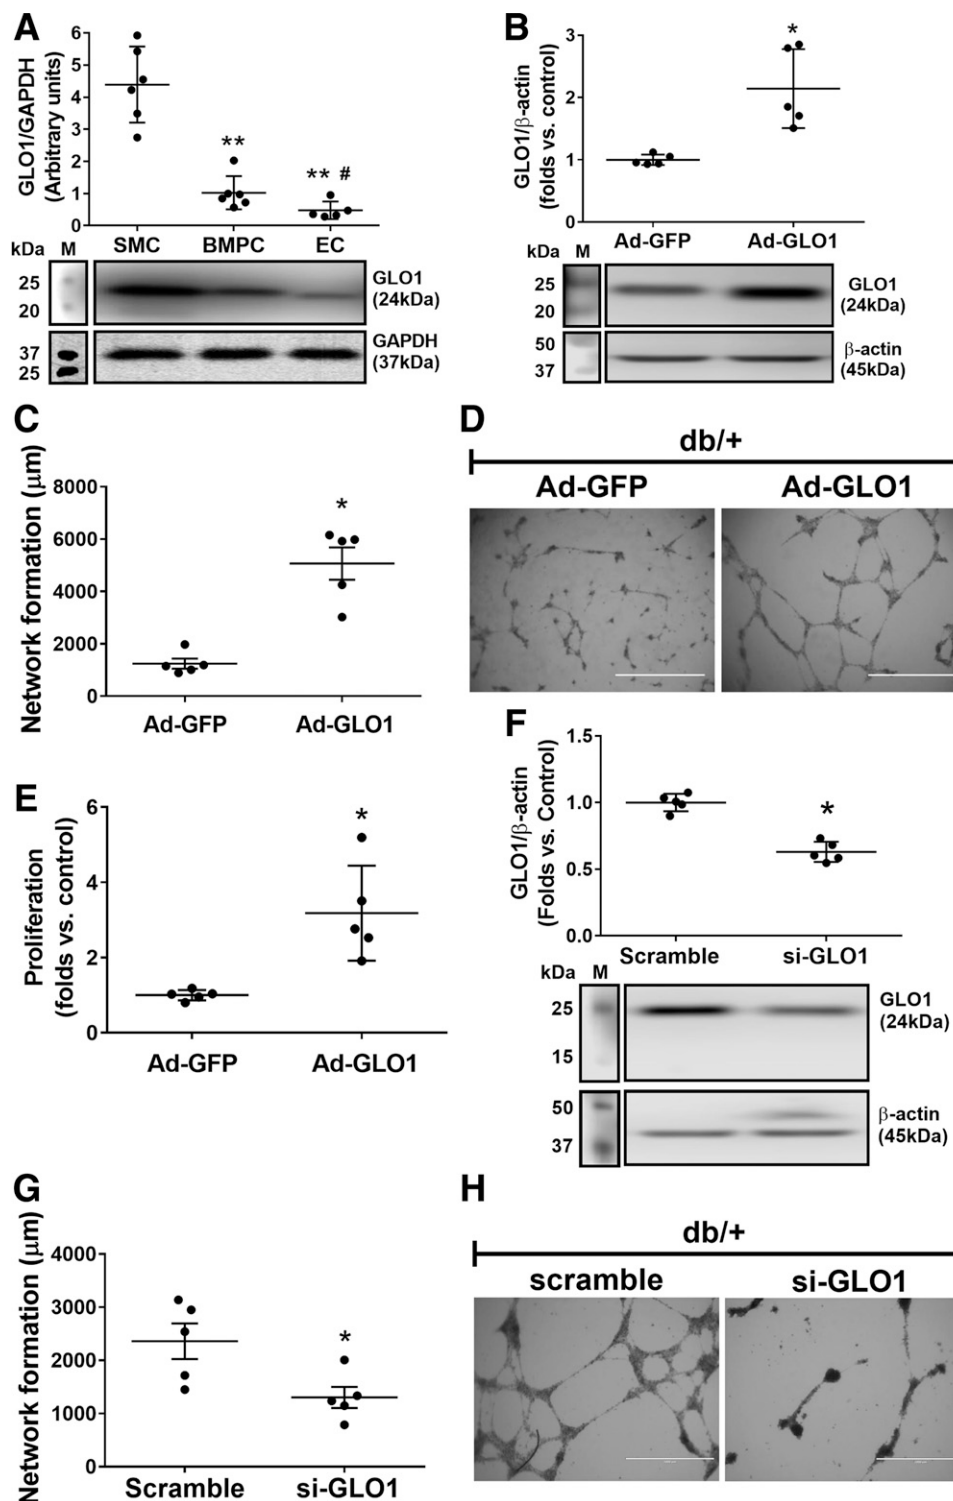 A
GLO1/GAPDH
(Arbitrary units)
6
5
4
3
2
1
0
**
** #
SMC BMPC EC
kDa M
25
20
GLO1
(24kDa)
37
25
GAPDH
(37kDa)
B
GLO1/β-actin
(folds vs. control)
3
2
1
0
*
Ad-GFP Ad-GLO1
kDa M
25
20
GLO1
(24kDa)
50
37
β-actin
(45kDa)
C
Network formation (μm)
8000
6000
4000
2000
0
*
Ad-GFP Ad-GLO1
D
db/+
Ad-GFP Ad-GLO1
E
Proliferation
(folds vs. control)
6
4
2
0
*
Ad-GFP Ad-GLO1
F
GLO1/β-actin
(Folds vs. Control)
1.5
1.0
0.5
0.0
*
Scramble si-GLO1
kDa M
25
15
GLO1
(24kDa)
50
37
β-actin
(45kDa)
G
Network formation (μm)
4000
3000
2000
1000
0
*
Scramble si-GLO1
H
db/+
scramble si-GLO1